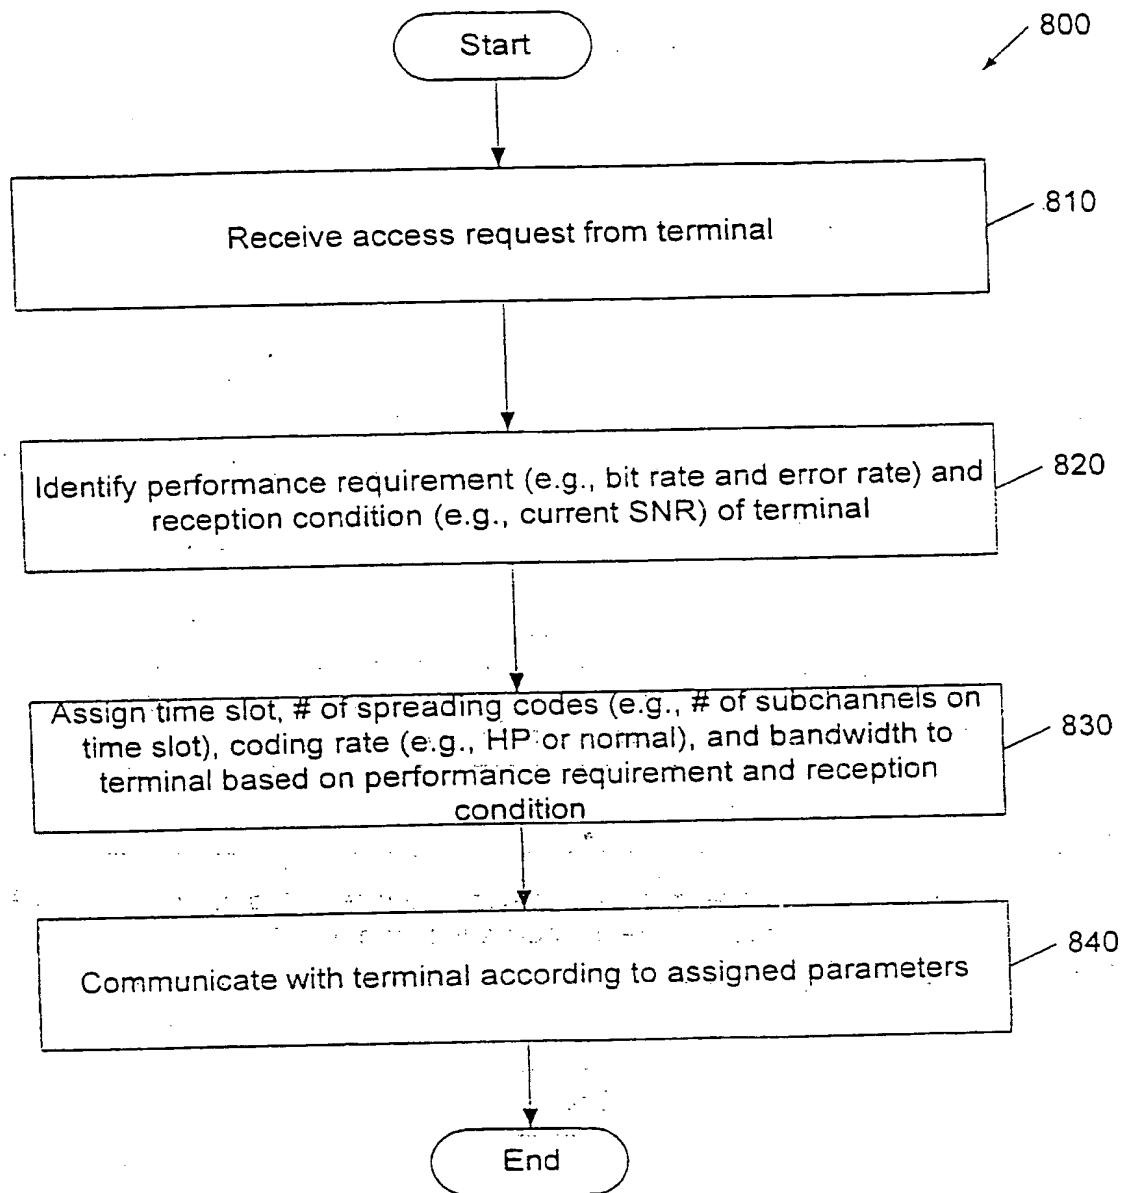 Start
800
Receive access request from terminal
810
Identify performance requirement (e.g., bit rate and error rate) and
reception condition (e.g., current SNR) of terminal
820
Assign time slot, # of spreading codes (e.g., # of subchannels on
time slot), coding rate (e.g., HP or normal), and bandwidth to
terminal based on performance requirement and reception
condition
830
Communicate with terminal according to assigned parameters
840
End